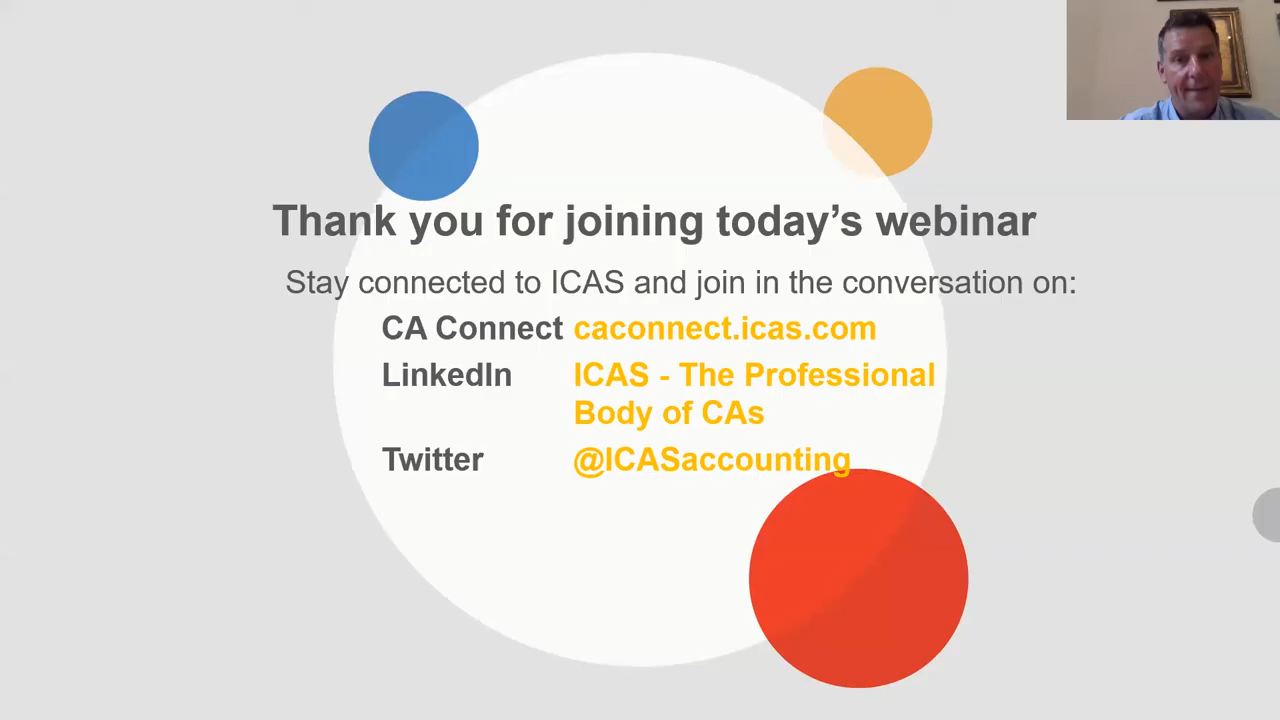 Thank you for joining today’s webinar
Stay connected to ICAS and join in the conversation on:
CA Connect caconnect.icas.com
LinkedIn ICAS - The Professional
Body of CAs
Twitter @ICASaccounting